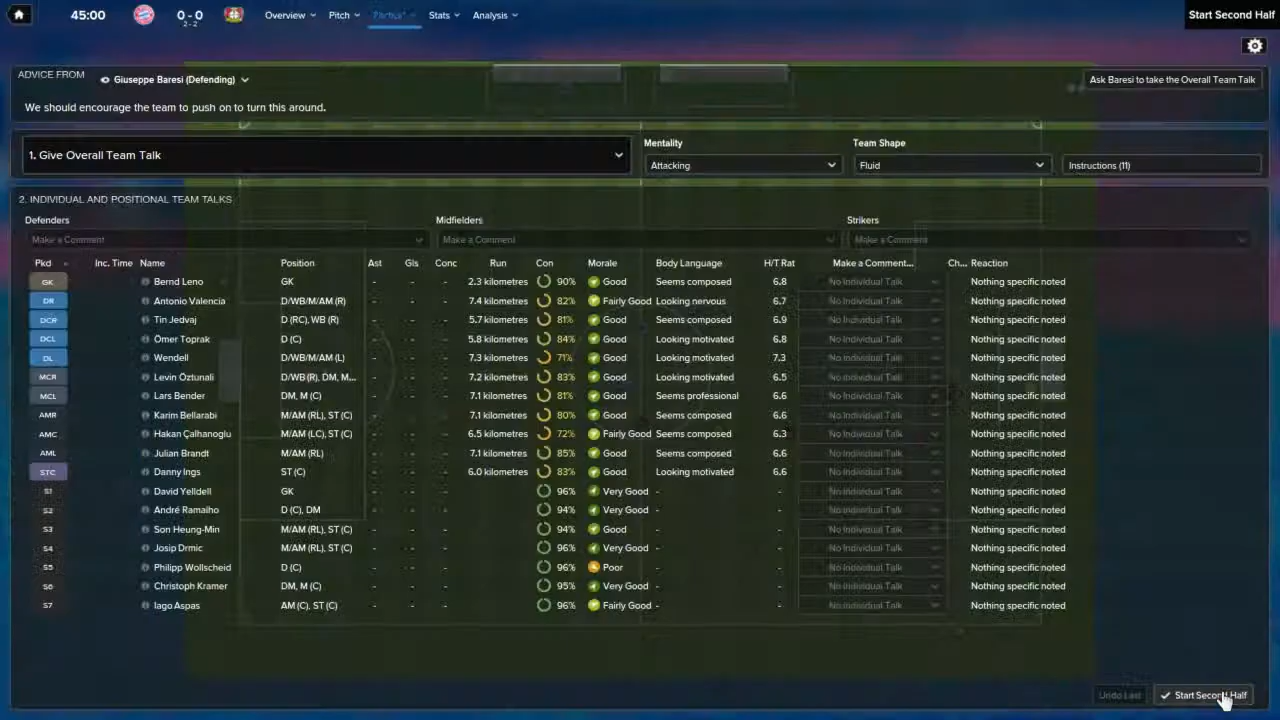 45:00 0-0 2-2 Overview Pitch Tactics* Stats Analysis Start Second Half
ADVICE FROM Giuseppe Baresi (Defending) Ask Baresi to take the Overall Team Talk
We should encourage the team to push on to turn this around.
1. Give Overall Team Talk
Mentality Team Shape
Attacking Fluid Instructions (11)
2. INDIVIDUAL AND POSITIONAL TEAM TALKS
Defenders Midfielders Strikers
Make a Comment Make a Comment Make a Comment
Pkd Inc. Time Name Position Ast Gls Conc Run Con Morale Body Language H/T Rat Make a Comment... Ch... Reaction
GK Bernd Leno GK - - - 2.3 kilometres 90% Good Seems composed 6.8 No Individual Talk Nothing specific noted
DR Antonio Valencia D/WB/M/AM (R) - - - 7.4 kilometres 82% Fairly Good Looking nervous 6.7 No Individual Talk Nothing specific noted
DCR Tin Jedvaj D (RC), WB (R) - - - 5.7 kilometres 81% Good Seems composed 6.9 No Individual Talk Nothing specific noted
DCL Ömer Toprak D (C) - - - 5.8 kilometres 84% Good Looking motivated 6.8 No Individual Talk Nothing specific noted
DL Wendell D/WB/M/AM (L) - - - 7.3 kilometres 71% Good Looking motivated 7.3 No Individual Talk Nothing specific noted
MCR Levin Öztunali D/WB (R), DM, M... - - - 7.2 kilometres 83% Good Looking motivated 6.5 No Individual Talk Nothing specific noted
MCL Lars Bender DM, M (C) - - - 7.1 kilometres 81% Good Seems professional 6.6 No Individual Talk Nothing specific noted
AMR Karim Bellarabi M/AM (RL), ST (C) - - - 7.1 kilometres 80% Good Seems composed 6.6 No Individual Talk Nothing specific noted
AMC Hakan Çalhanoglu M/AM (LC), ST (C) - - - 6.5 kilometres 72% Fairly Good Seems composed 6.3 No Individual Talk Nothing specific noted
AML Julian Brandt M/AM (RL) - - - 7.1 kilometres 85% Good Seems composed 6.6 No Individual Talk Nothing specific noted
STC Danny Ings ST (C) - - - 6.0 kilometres 83% Good Looking motivated 6.6 No Individual Talk Nothing specific noted
S1 David Yelldell GK - - - 96% Very Good - - No Individual Talk Nothing specific noted
S2 André Ramalho D (C), DM - - - 94% Very Good - - No Individual Talk Nothing specific noted
S3 Son Heung-Min M/AM (RL), ST (C) - - - 94% Good - - No Individual Talk Nothing specific noted
S4 Josip Drmic M/AM (RL), ST (C) - - - 96% Very Good - - No Individual Talk Nothing specific noted
S5 Philipp Wollscheid D (C) - - - 96% Poor - - No Individual Talk Nothing specific noted
S6 Christoph Kramer DM, M (C) - - - 95% Very Good - - No Individual Talk Nothing specific noted
S7 Iago Aspas AM (C), ST (C) - - - 96% Fairly Good - - No Individual Talk Nothing specific noted
Undo Last Start Second Half